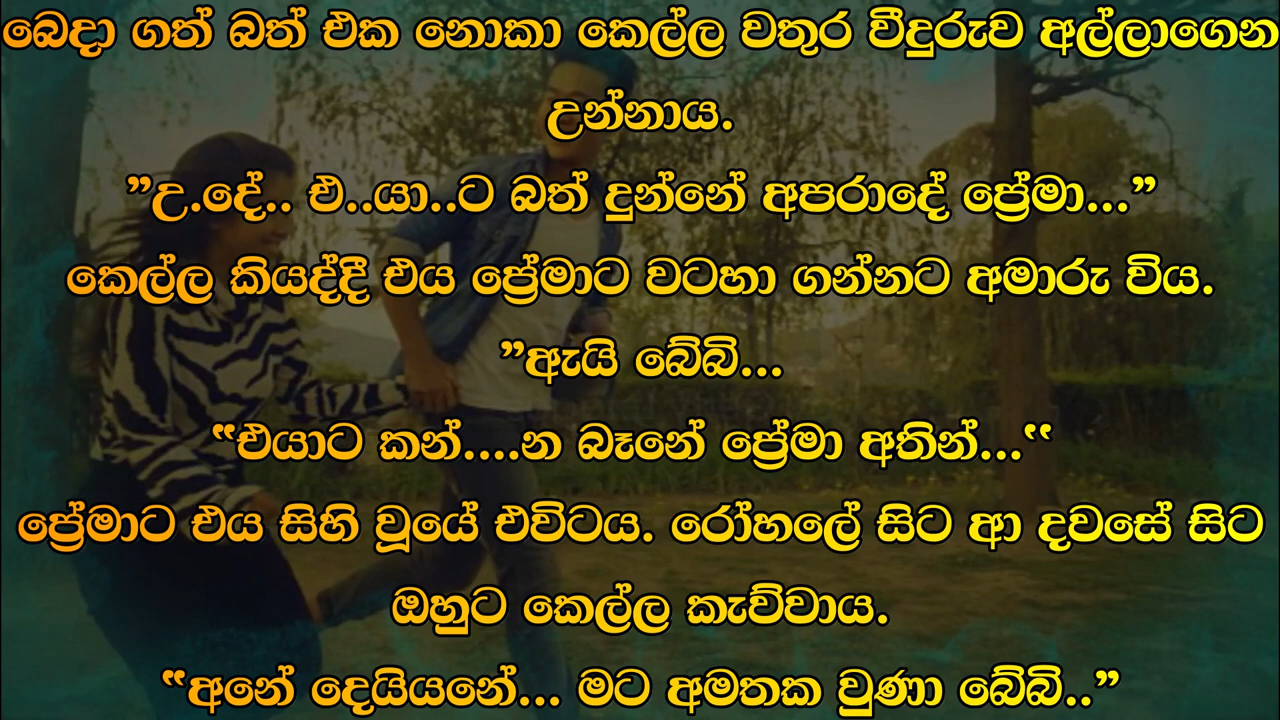 බෙදා ගත් බත් එක නොකා කෙල්ල වතුර වීදුරුව අල්ලාගෙන
උන්නාය.
”උ.දේ.. එ..යා..ට බත් දුන්නේ අපරාදේ ප්‍රේමා...”
කෙල්ල කියද්දී එය ප්‍රේමාට වටහා ගන්නට අමාරු විය.
”ඇයි බේබි...
“එයාට කන්....න බෑනේ ප්‍රේමා අතින්...“
ප්‍රේමාට එය සිහි වූයේ එවිටය. රෝහලේ සිට ආ දවසේ සිට
ඔහුට කෙල්ල කැව්වාය.
“අනේ දෙයියනේ... මට අමතක වුණා බේබි..”